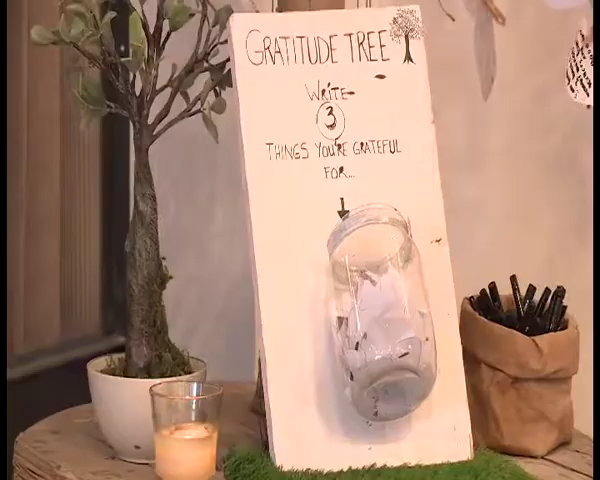 GRATITUDE TREE
WRITE
3
THINGS YOU'RE GRATEFUL
FOR...